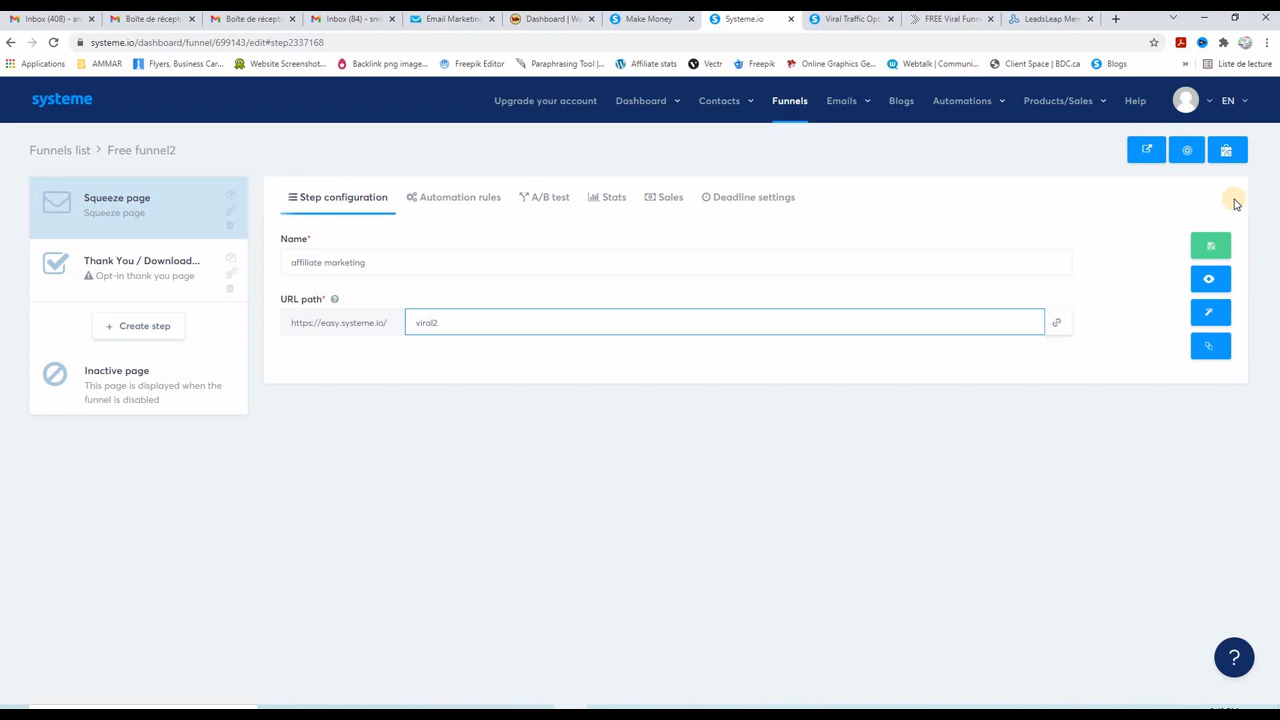 Inbox (408) - ar
Boîte de récept
Boîte de récept
Inbox (84) - sm
Email Marketing
Dashboard | Wa
Make Money
Systeme.io
Viral Traffic Opt
FREE Viral Funn
LeadsLeap Mem
systeme.io/dashboard/funnel/699143/edit#step2337168
Applications
AMMAR
Flyers, Business Car...
Website Screenshot...
Backlink png image...
Freepik Editor
Paraphrasing Tool |...
Affiliate stats
Vectr
Freepik
Online Graphics Ge...
Webtalk | Communi...
Client Space | BDC.ca
Blogs
»
Liste de lecture
systeme
Upgrade your account
Dashboard
Contacts
Funnels
Emails
Blogs
Automations
Products/Sales
Help
EN
Funnels list > Free funnel2
Squeeze page
Squeeze page
Thank You / Download...
Opt-in thank you page
+ Create step
Inactive page
This page is displayed when the
funnel is disabled
Step configuration
Automation rules
A/B test
Stats
Sales
Deadline settings
Name*
affiliate marketing
URL path* ?
https://easy.systeme.io/
viral2
?